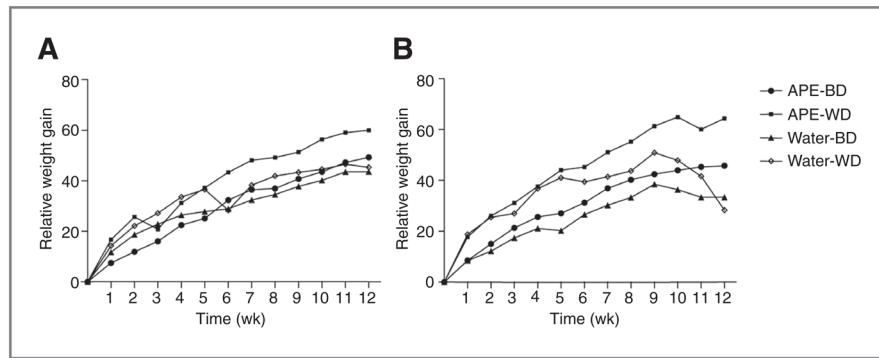 A
B
Relative weight gain
80
60
40
20
0
1 2 3 4 5 6 7 8 9 10 11 12
Time (wk)
Relative weight gain
80
60
40
20
0
1 2 3 4 5 6 7 8 9 10 11 12
Time (wk)
APE-BD
APE-WD
Water-BD
Water-WD